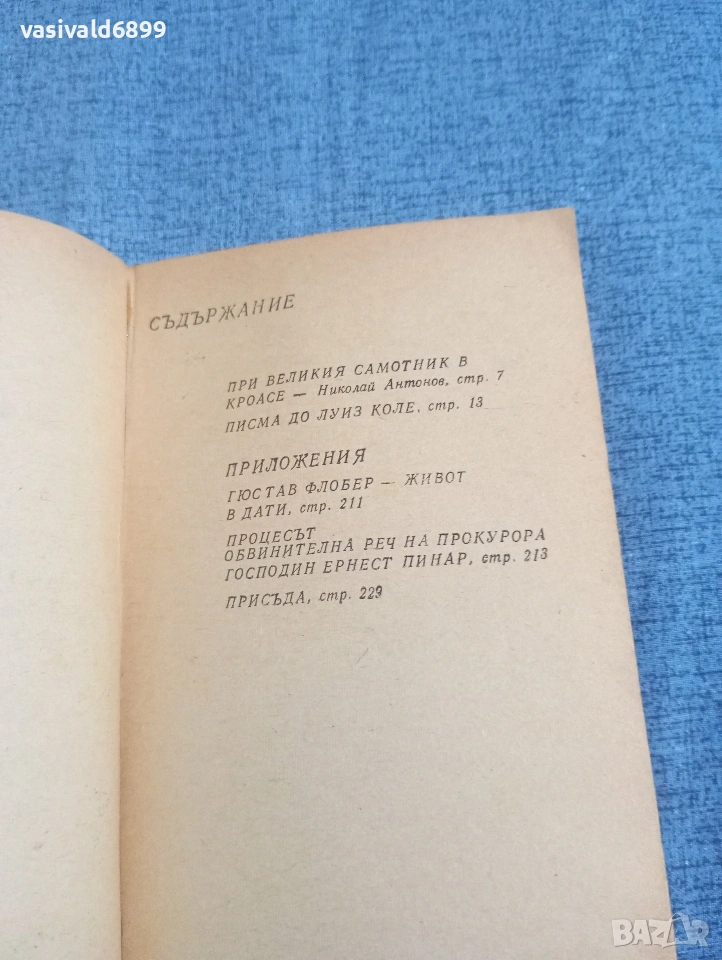 vasivald6899
СЪДЪРЖАНИЕ
ПРИ ВЕЛИКИЯ САМОТНИК В
КРОАСЕ — Николай Антонов, стр. 7
ПИСМА ДО ЛУИЗ КОЛЕ, стр. 13
ПРИЛОЖЕНИЯ
ГЮСТАВ ФЛОБЕР — ЖИВОТ
В ДАТИ, стр. 211
ПРОЦЕСЪТ
ОБВИНИТЕЛНА РЕЧ НА ПРОКУРОРА
ГОСПОДИН ЕРНЕСТ ПИНАР, стр. 213
ПРИСЪДА, стр. 229
BAZAR